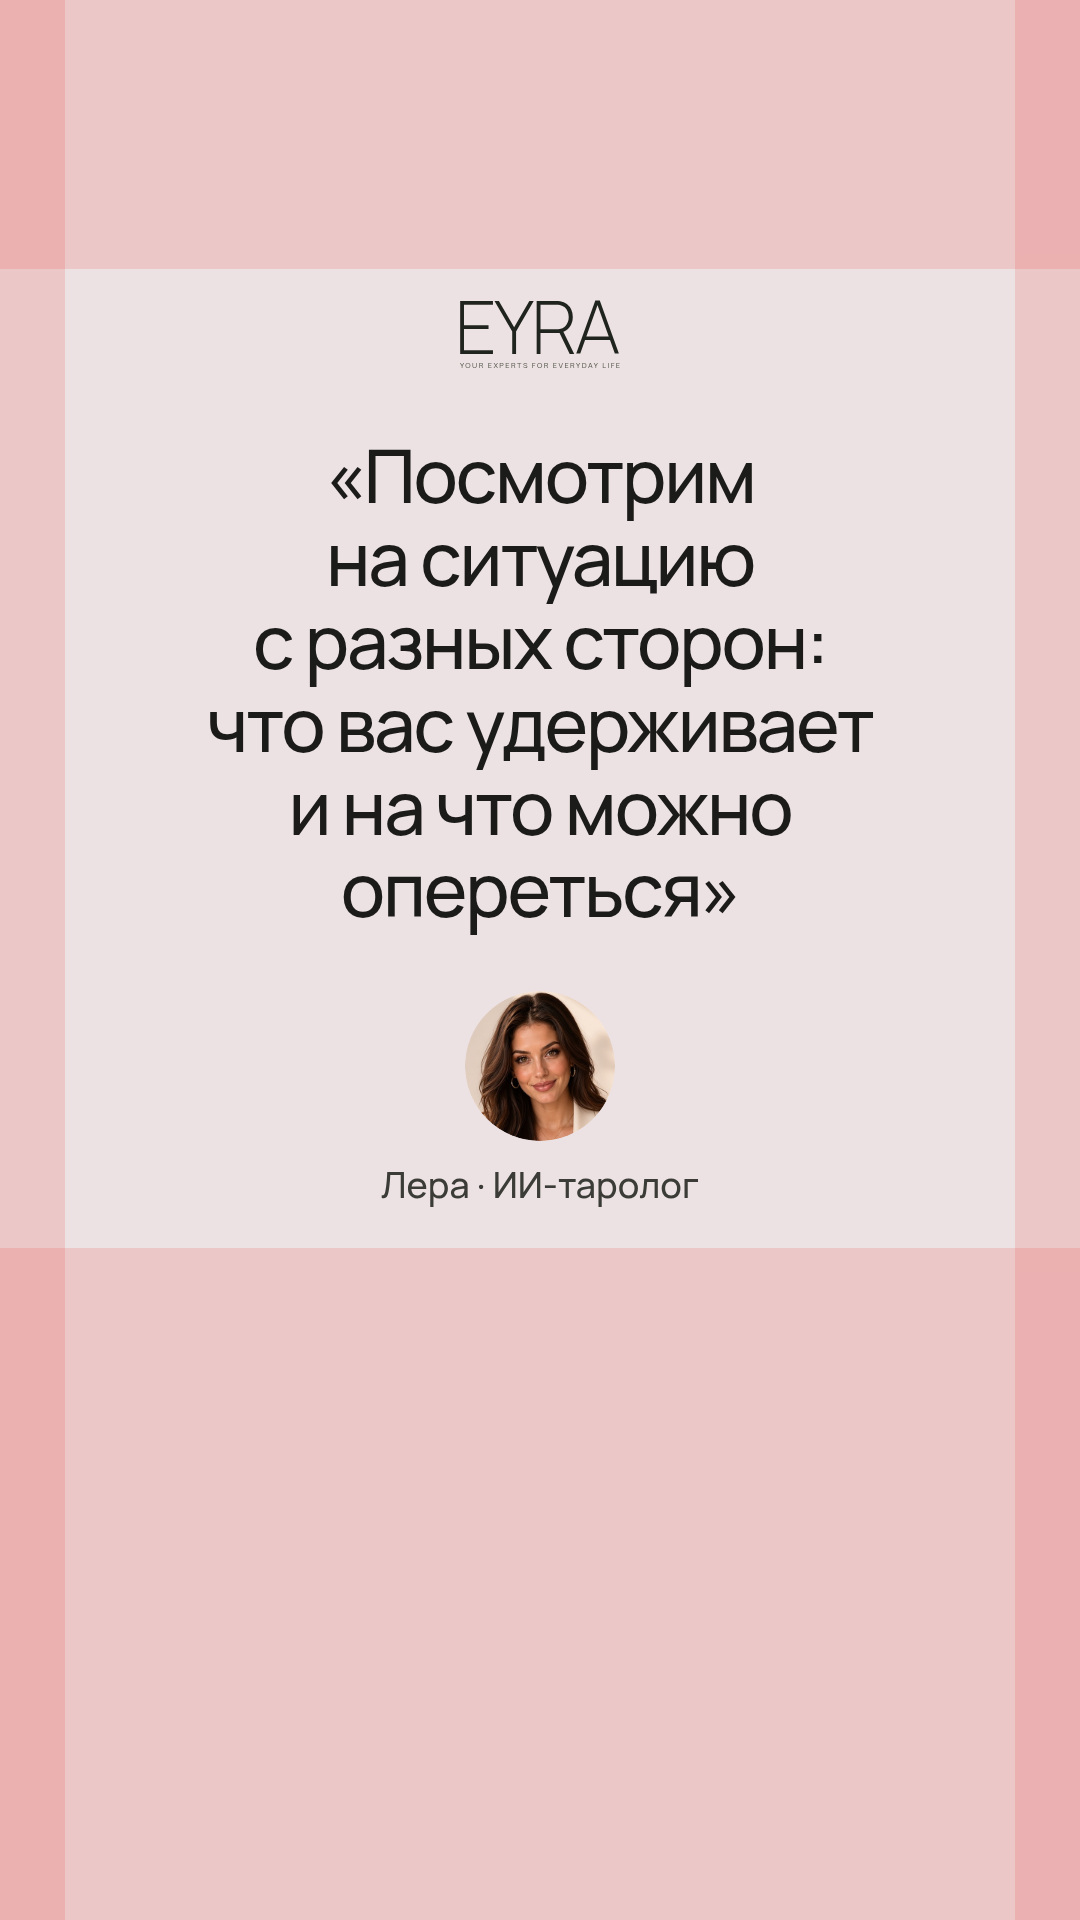 EYRA
YOUR EXPERTS FOR EVERYDAY LIFE
«Посмотрим
на ситуацию
с разных сторон:
что вас удерживает
и на что можно
опереться»
Лера · ИИ-таролог